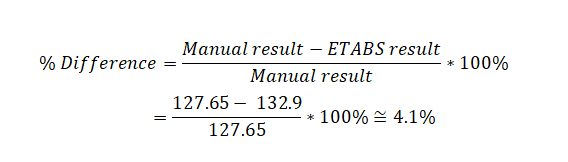 % Difference = Manual result − ETABS result / Manual result ∗ 100%
= 127.65 − 132.9 / 127.65 ∗ 100% ≅ 4.1%